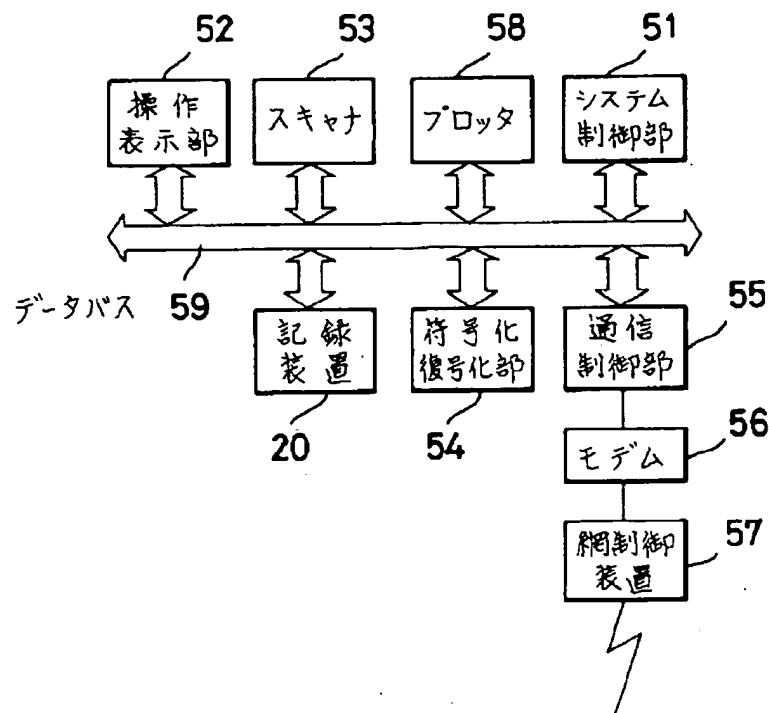 52
53
58
51
操作
表示部
スキャナ
プロッタ
システム
制御部
データバス
59
記録
装置
符号化
復号化部
通信
制御部
55
20
54
モデム
56
網制御
装置
57